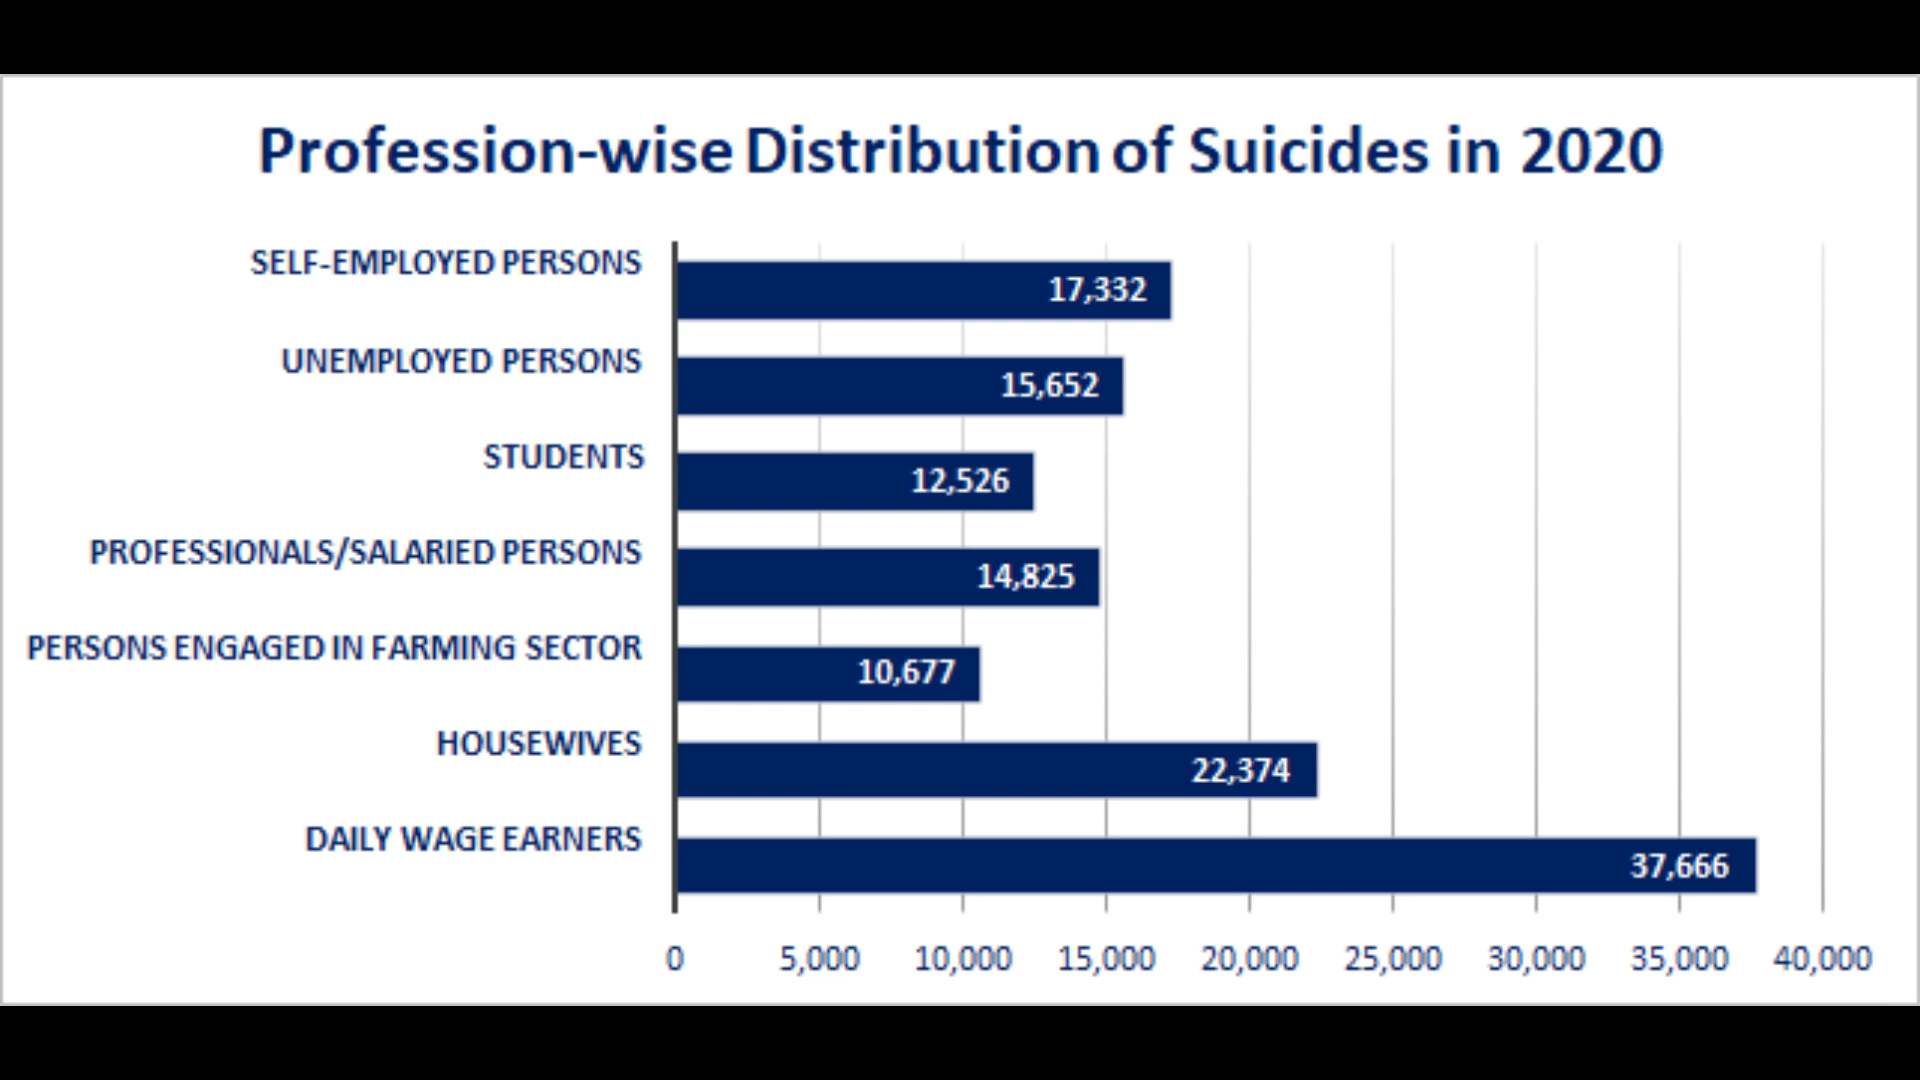 Profession-wise Distribution of Suicides in 2020
SELF-EMPLOYED PERSONS
17,332
UNEMPLOYED PERSONS
15,652
STUDENTS
12,526
PROFESSIONALS/SALARIED PERSONS
14,825
PERSONS ENGAGED IN FARMING SECTOR
10,677
HOUSEWIVES
22,374
DAILY WAGE EARNERS
37,666
0 5,000 10,000 15,000 20,000 25,000 30,000 35,000 40,000